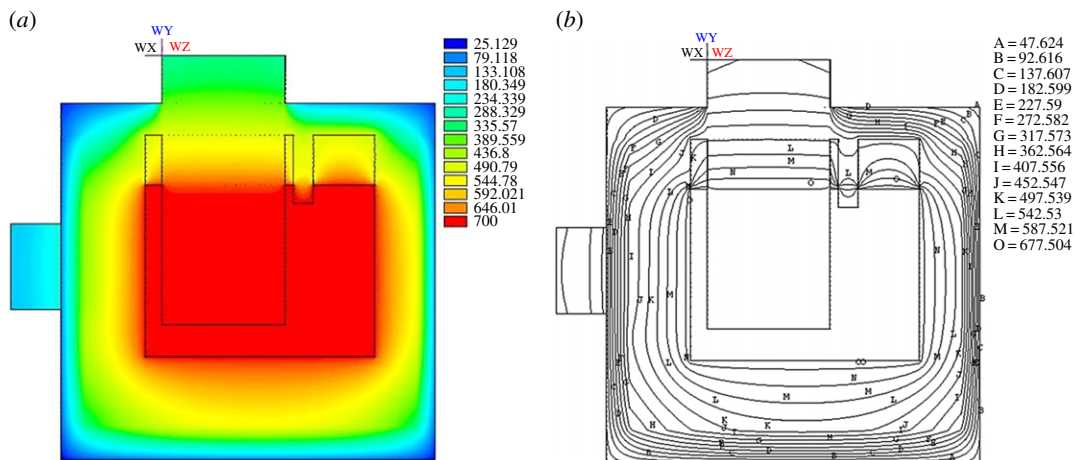 (a)
WY
WX WZ
25.129
79.118
133.108
180.349
234.339
288.329
335.57
389.559
436.8
490.79
544.78
592.021
646.01
700
(b)
WY
WX WZ
A = 47.624
B = 92.616
C = 137.607
D = 182.599
E = 227.59
F = 272.582
G = 317.573
H = 362.564
I = 407.556
J = 452.547
K = 497.539
L = 542.53
M = 587.521
O = 677.504